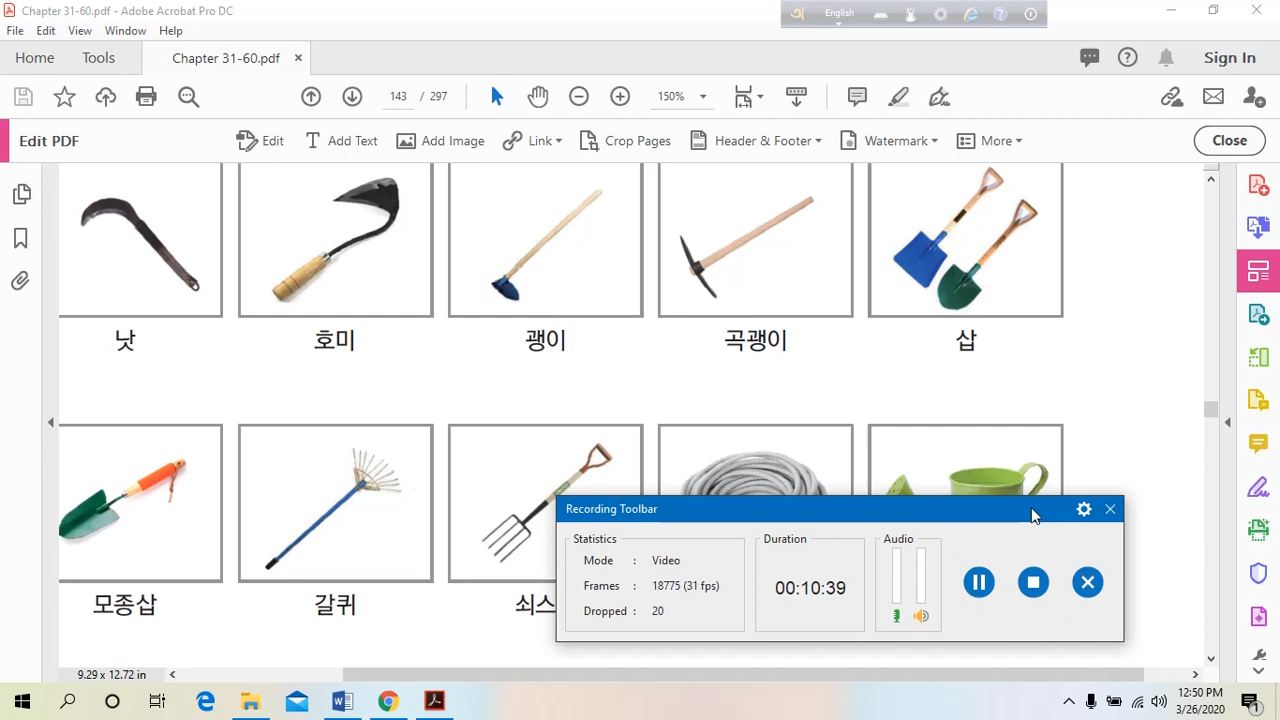 Chapter 31-60.pdf - Adobe Acrobat Pro DC
English
File Edit View Window Help
Home Tools Chapter 31-60.pdf × Sign In
143 / 297 150%
Edit PDF Edit Add Text Add Image Link Crop Pages Header & Footer Watermark More Close
낫 호미 괭이 곡괭이 삽
모종삽 갈퀴 쇠스
Recording Toolbar
Statistics Duration Audio
Mode : Video
Frames : 18775 (31 fps)
00:10:39
Dropped : 20
9.29 x 12.72 in
12:50 PM
3/26/2020